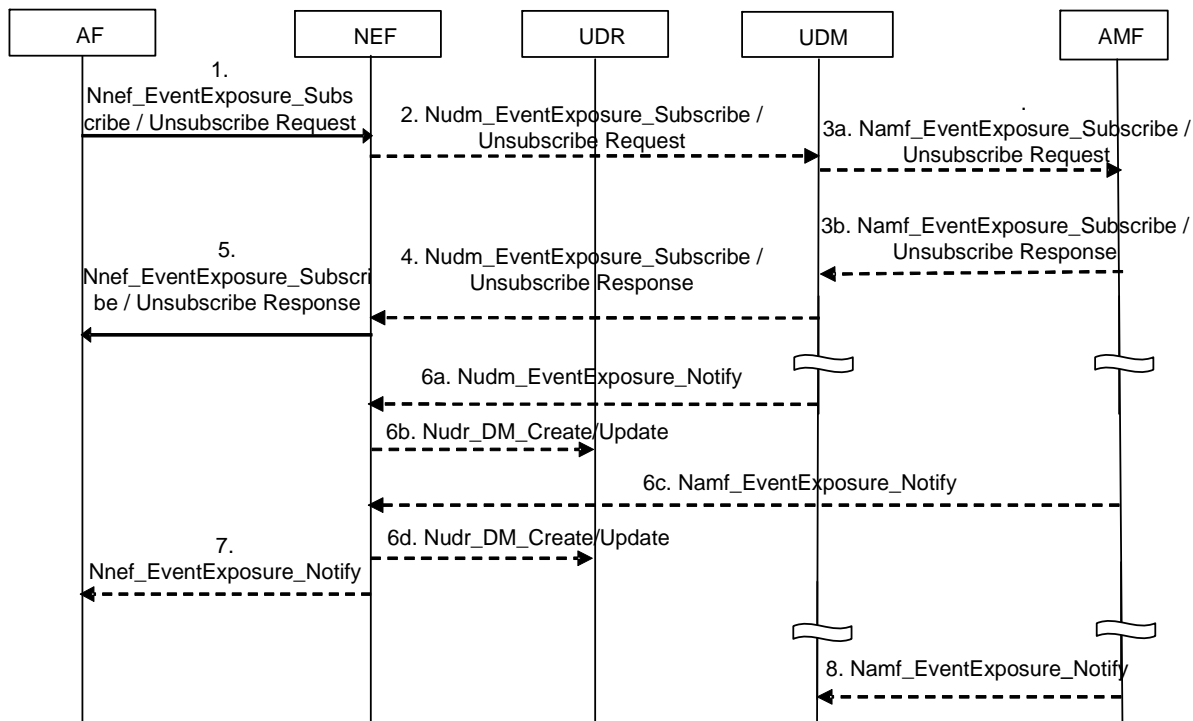 AF
NEF
UDR
UDM
AMF
1.
Nnef_EventExposure_Subs
cribe / Unsubscribe Request
2. Nudm_EventExposure_Subscribe /
Unsubscribe Request
.
3a. Namf_EventExposure_Subscribe /
Unsubscribe Request
3b. Namf_EventExposure_Subscribe /
Unsubscribe Response
4. Nudm_EventExposure_Subscribe /
Unsubscribe Response
5.
Nnef_EventExposure_Subscri
be / Unsubscribe Response
6a. Nudm_EventExposure_Notify
6b. Nudr_DM_Create/Update
6c. Namf_EventExposure_Notify
6d. Nudr_DM_Create/Update
7.
Nnef_EventExposure_Notify
8. Namf_EventExposure_Notify